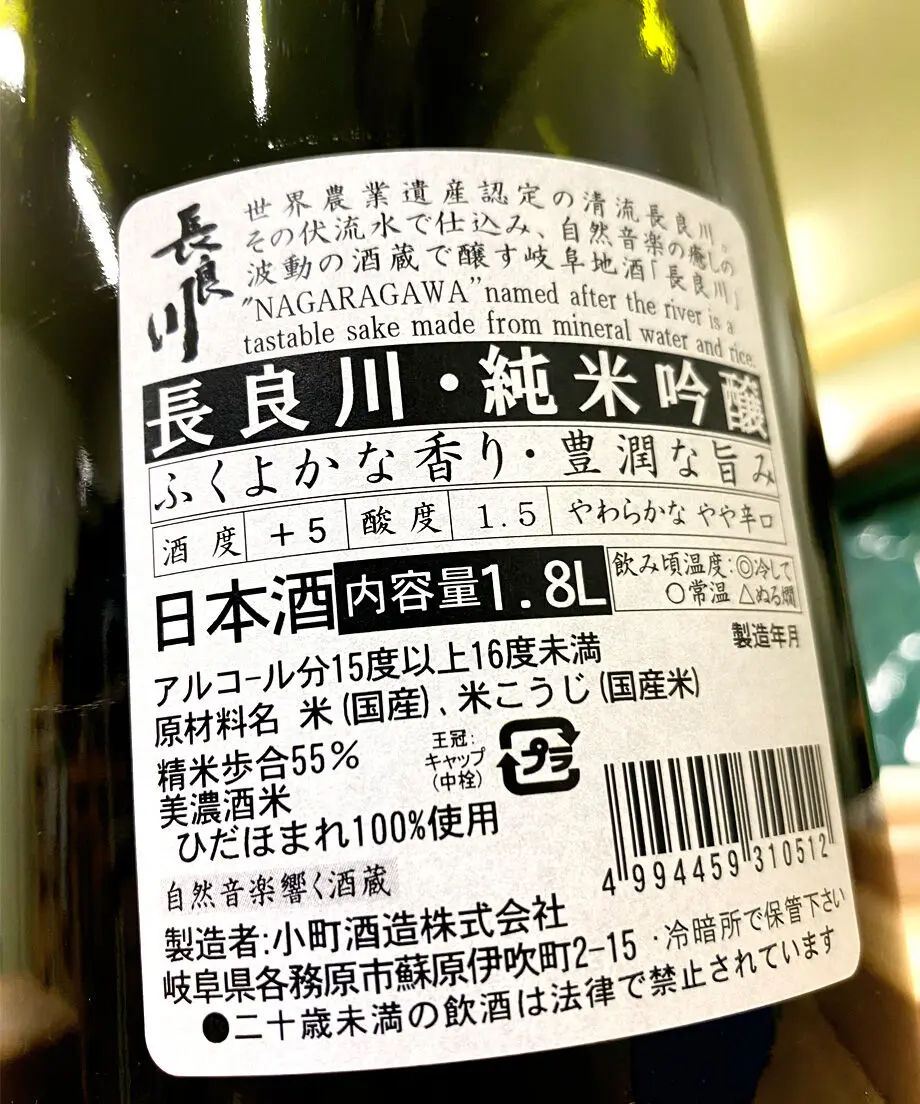 長良川
世界農業遺産認定の清流長良川。
その伏流水で仕込み、自然音楽の癒しの
波動の酒蔵で醸す岐阜地酒「長良川」
"NAGARAGAWA" named after the river is a
tastable sake made from mineral water and rice.
長良川・純米吟醸
ふくよかな香り・豊潤な旨み
酒度 +5 酸度 1.5 やわらかな やや辛口
日本酒 内容量1.8L
飲み頃温度:◎冷して
○常温 △ぬる燗
製造年月
アルコール分15度以上16度未満
原材料名 米(国産)、米こうじ(国産米)
精米歩合55%
王冠:
キャップ
(中栓)
プラ
美濃酒米
ひだほまれ100%使用
4994459310512
自然音楽響く酒蔵
製造者:小町酒造株式会社
岐阜県各務原市蘇原伊吹町2-15
・冷暗所で保管下さい
●二十歳未満の飲酒は法律で禁止されています